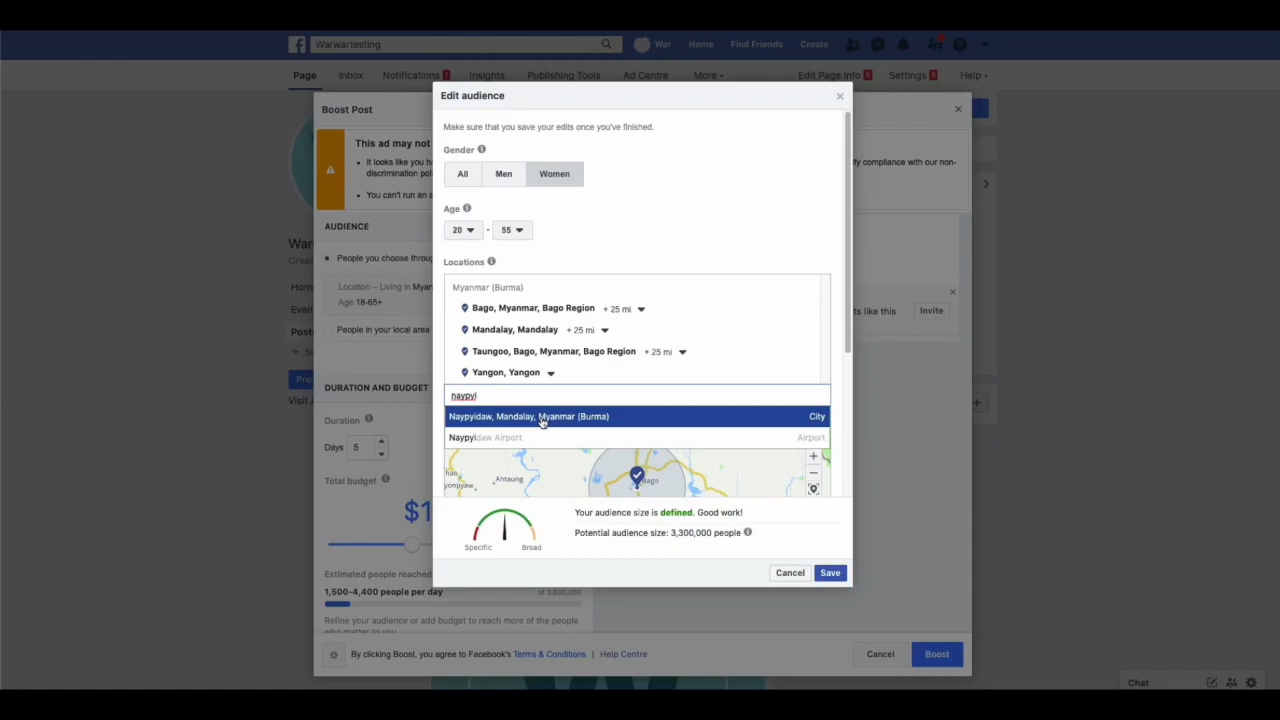 Warwartesting
War
Home
Find Friends
Create
Page
Inbox
Notifications 1
Insights
Publishing Tools
Ad Centre
More
Edit Page Info 5
Settings
Help
Boost Post
Edit audience
This ad may not
Make sure that you save your edits once you've finished.
It looks like you
fy compliance with our non-
discrimination pol
You can't run an
Gender
All
Men
Women
AUDIENCE
Age
20 - 55
People you choose throu
Locations
Location – Living in Myan
Age 18-65+
People in your local area
Myanmar (Burma)
Bago, Myanmar, Bago Region + 25 mi
Mandalay, Mandalay + 25 mi
Taungoo, Bago, Myanmar, Bago Region + 25 mi
Yangon, Yangon
ts like this
Invite
War
Hom
Even
Posts
Visit
naypyi
Naypyidaw, Mandalay, Myanmar (Burma) City
Naypyidaw Airport Airport
DURATION AND BUDGET
Duration
Days 5
Total budget
$1
Ahtaung
yonpyaw
Bago
Your audience size is defined. Good work!
Potential audience size: 3,300,000 people
Specific
Broad
Cancel
Save
Estimated people reached
1,500-4,400 people per day
of 3,600,000
Refine your audience or add budget to reach more of the people
who matter to you
By clicking Boost, you agree to Facebook's Terms & Conditions | Help Centre
Cancel
Boost
Chat